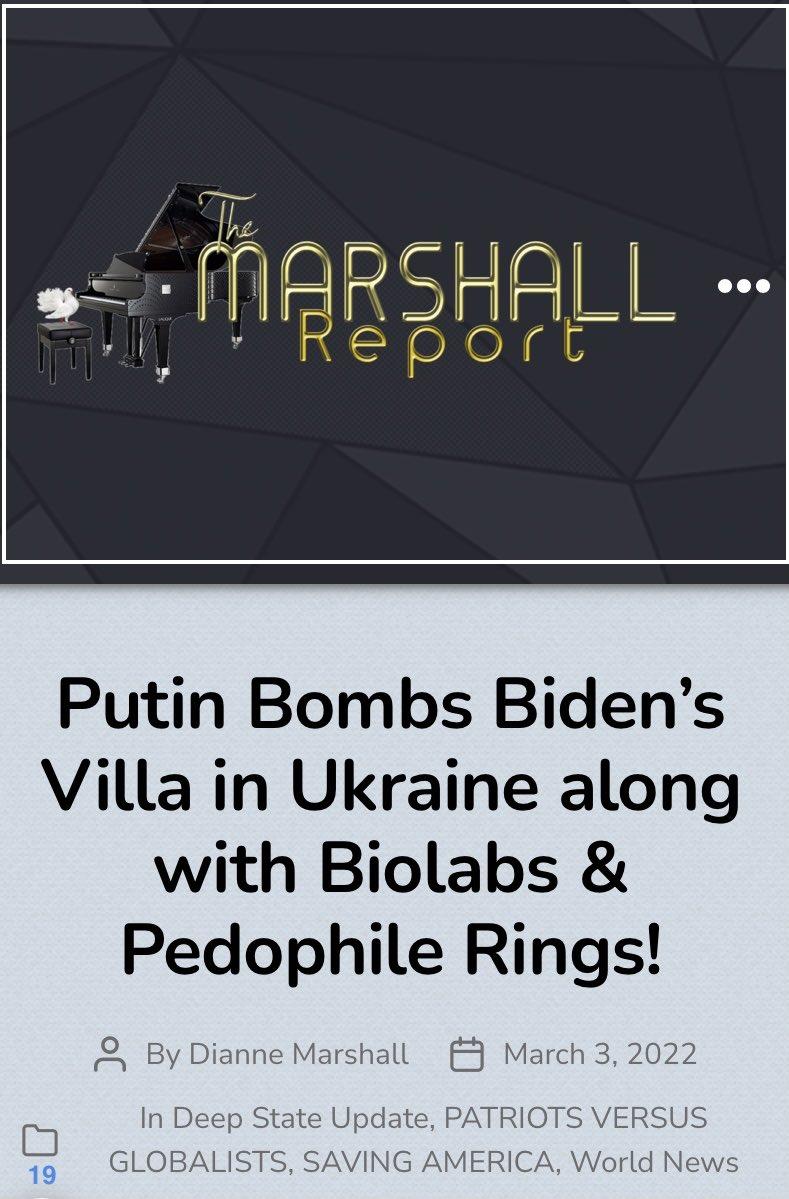 The
MARSHALL
Report
Putin Bombs Biden’s
Villa in Ukraine along
with Biolabs &
Pedophile Rings!
By Dianne Marshall March 3, 2022
In Deep State Update, PATRIOTS VERSUS
GLOBALISTS, SAVING AMERICA, World News
19